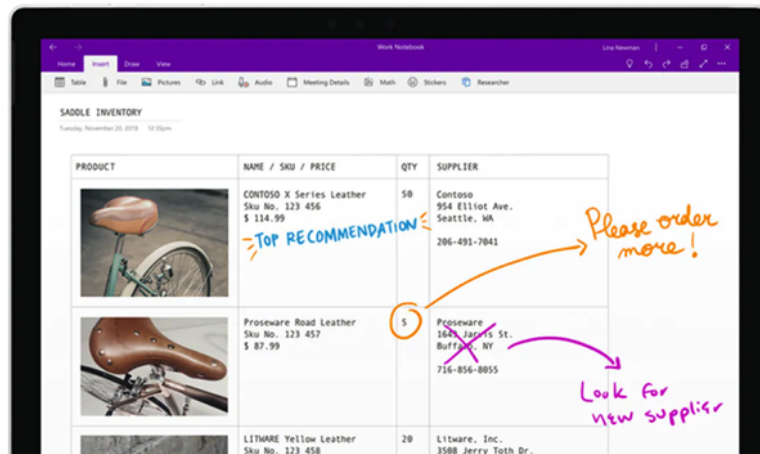 Work Notebook
Lina Newman
Home Insert Draw View
Table File Pictures Link Audio Meeting Details Math Stickers Researcher
SADDLE INVENTORY
Tuesday, November 20, 2018 12:35pm
PRODUCT NAME / SKU / PRICE QTY SUPPLIER
CONTOSO X Series Leather 50 Contoso
Sku No. 123 456 954 Elliot Ave.
$ 114.99 Seattle, WA
TOP RECOMMENDATION
206-491-7041
Please order
more!
Proseware Road Leather 5 Proseware
Sku No. 123 457 1649 Jarvis St.
$ 87.99 Buffalo, NY
716-856-8055
Look for
new supplier
LITWARE Yellow Leather 20 Litware, Inc.
Sku No. 123 458 3508 Jerry Toth Dr.